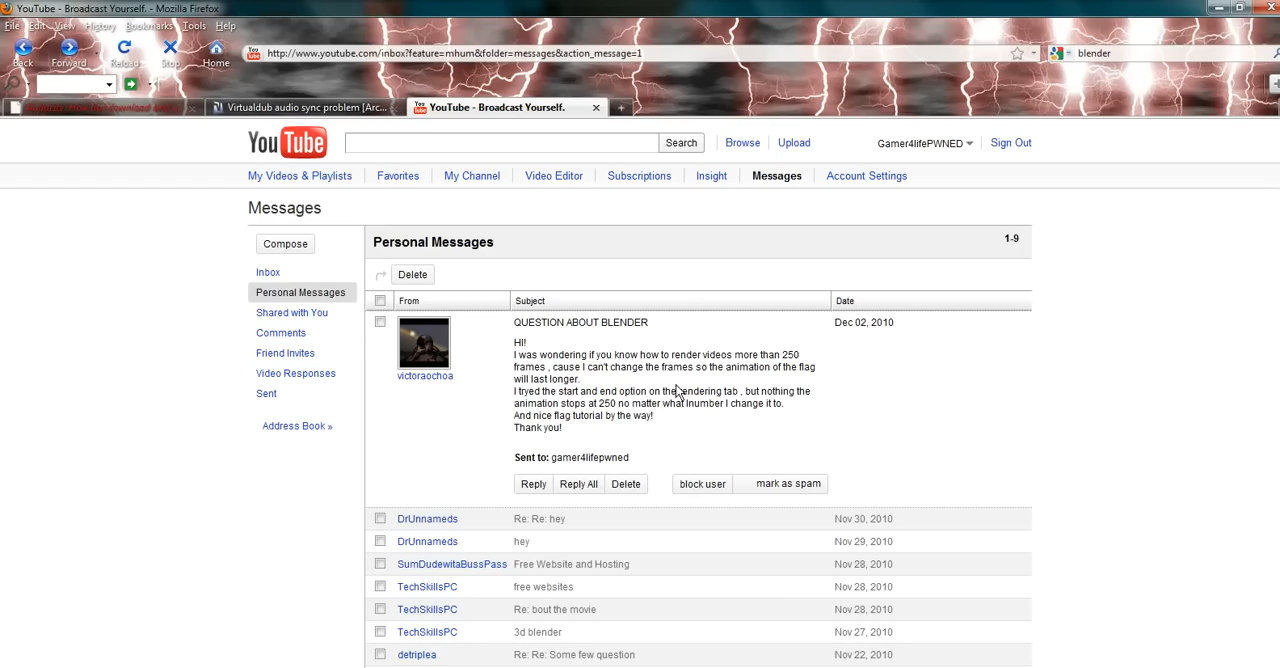 YouTube - Broadcast Yourself. - Mozilla Firefox
File Edit View History Bookmarks Tools Help
Back Forward Reload Stop Home
You Tube http://www.youtube.com/inbox?feature=mhum&folder=messages&action_message=1 blender
Virtualdub audio sync problem [Arc... You Tube YouTube - Broadcast Yourself.
YouTube Search Browse Upload Gamer4lifePWNED Sign Out
My Videos & Playlists Favorites My Channel Video Editor Subscriptions Insight Messages Account Settings
Messages
Compose
Inbox
Personal Messages
Shared with You
Comments
Friend Invites
Video Responses
Sent
Address Book »
Personal Messages 1-9
Delete
From Subject Date
victoraochoa
QUESTION ABOUT BLENDER Dec 02, 2010
HI!
I was wondering if you know how to render videos more than 250
frames , cause I can't change the frames so the animation of the flag
will last longer.
I tryed the start and end option on the rendering tab , but nothing the
animation stops at 250 no matter what lnumber I change it to.
And nice flag tutorial by the way!
Thank you!
Sent to: gamer4lifepwned
Reply Reply All Delete block user mark as spam
DrUnnameds Re: Re: hey Nov 30, 2010
DrUnnameds hey Nov 29, 2010
SumDudewitaBussPass Free Website and Hosting Nov 28, 2010
TechSkillsPC free websites Nov 28, 2010
TechSkillsPC Re: bout the movie Nov 28, 2010
TechSkillsPC 3d blender Nov 27, 2010
detriplea Re: Re: Some few question Nov 22, 2010